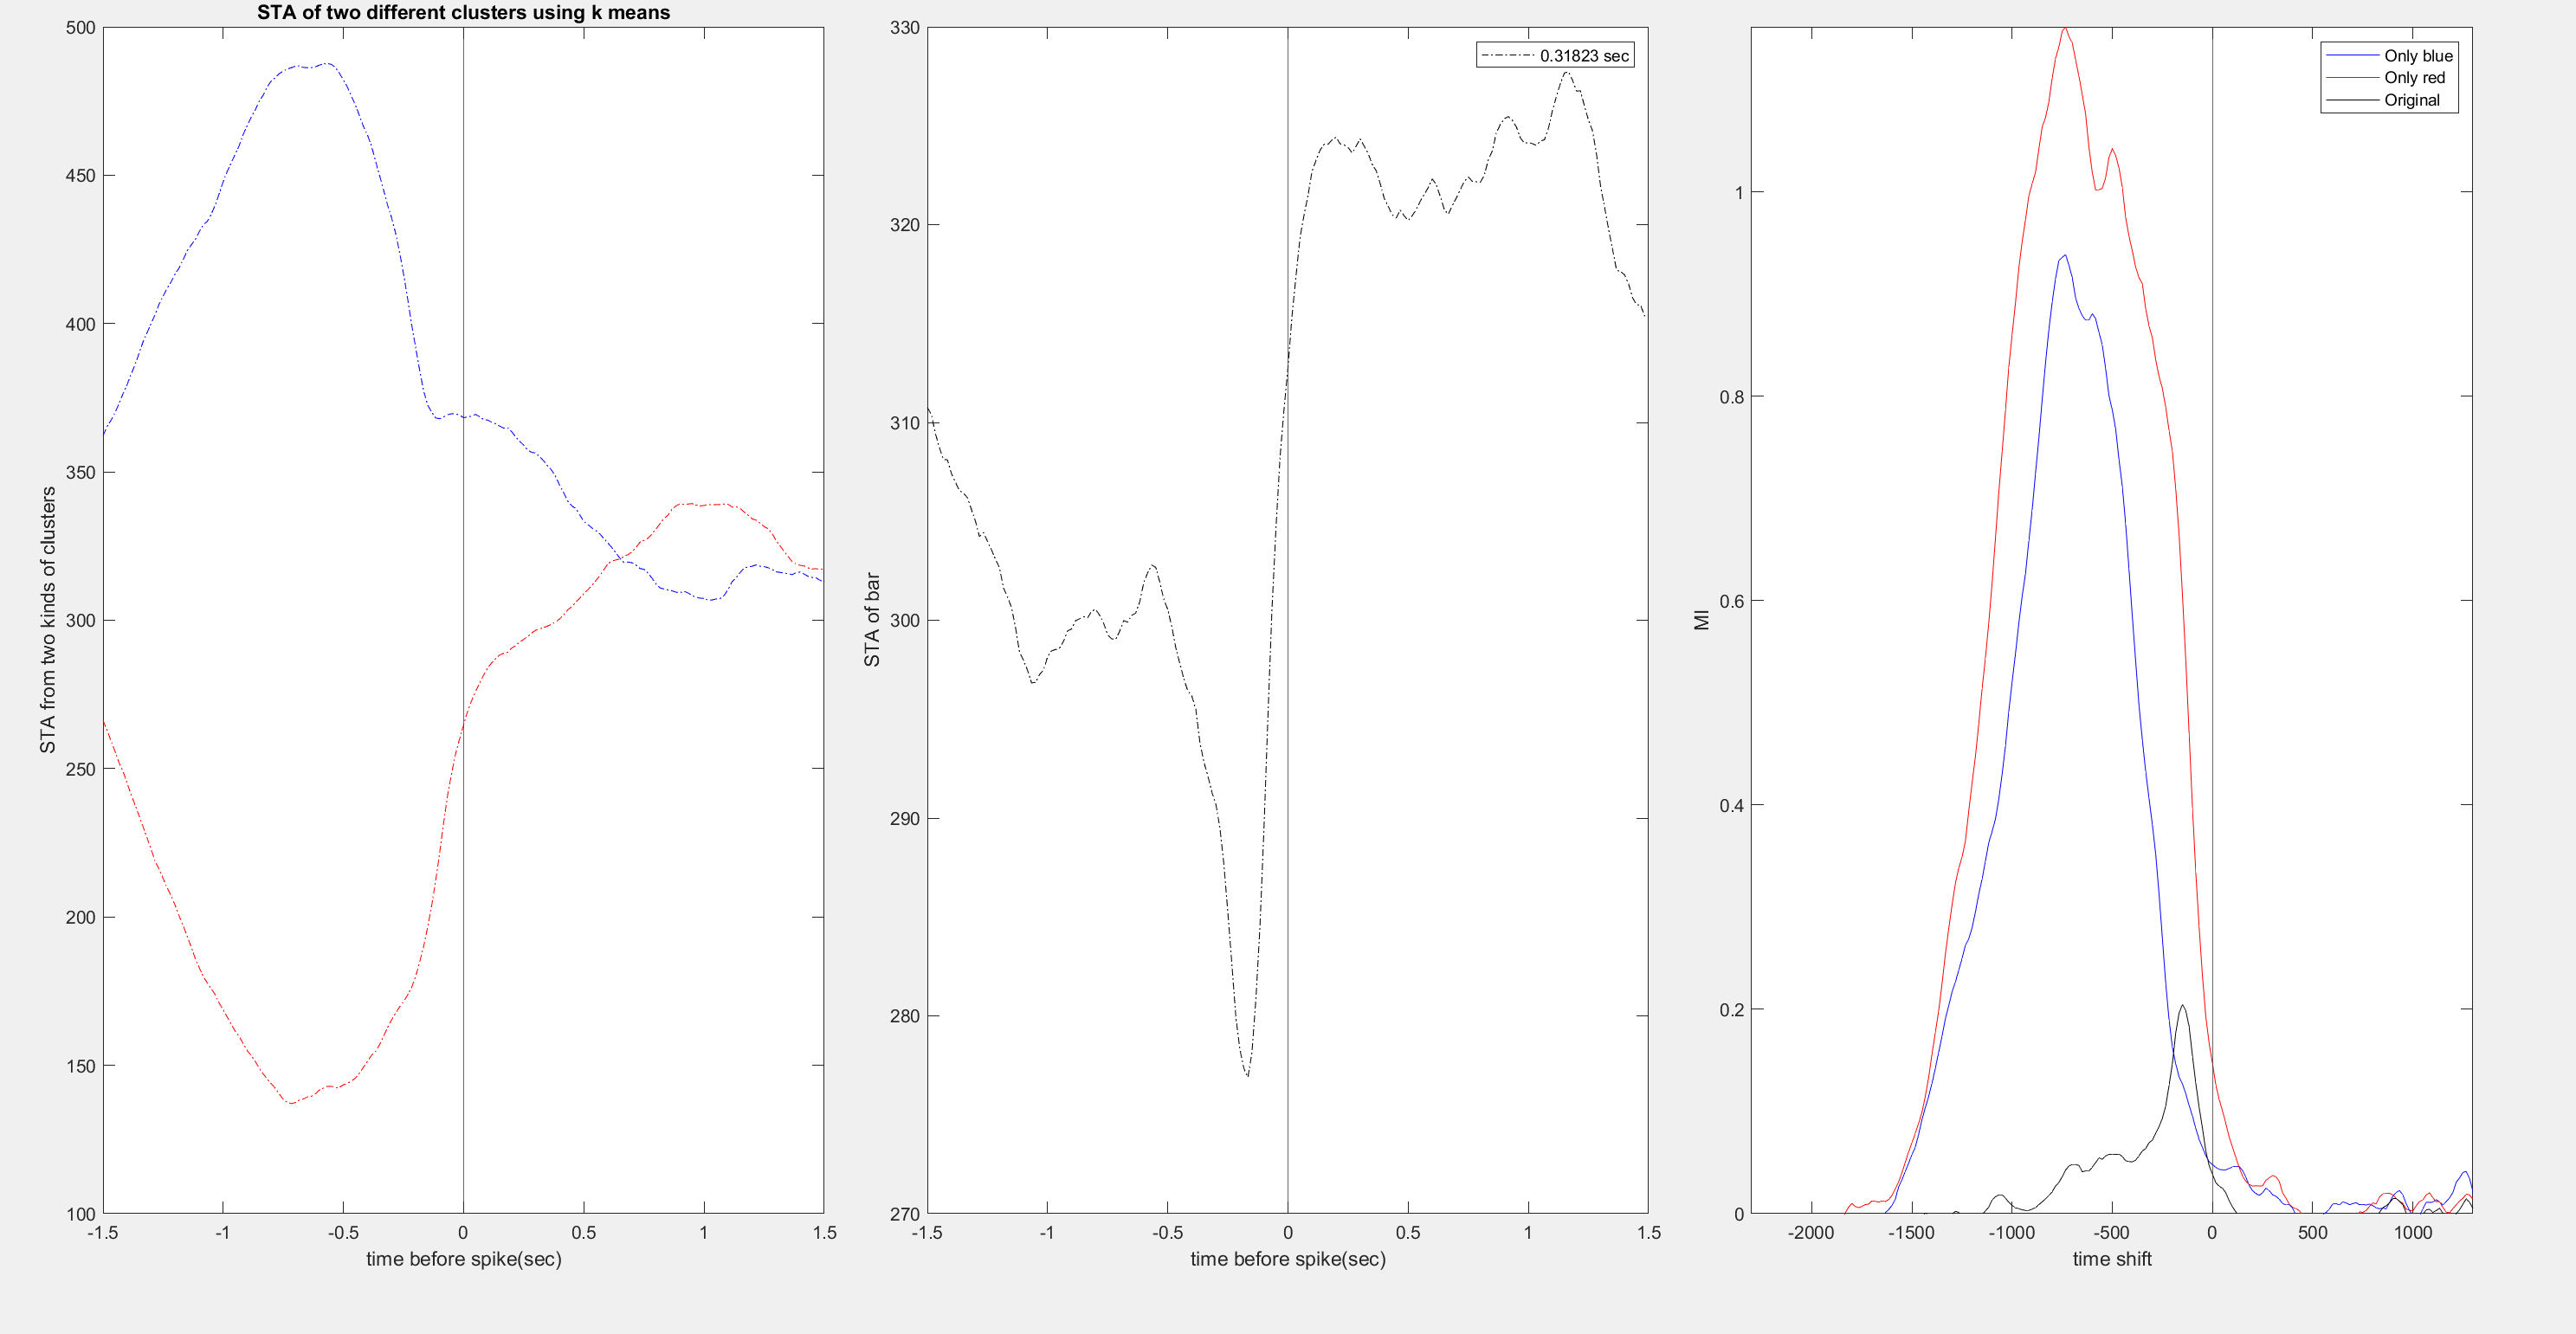 STA of two different clusters using k means
500
450
400
350
300
250
200
150
100
-1.5 -1 -0.5 0 0.5 1 1.5
time before spike(sec)
STA from two kinds of clusters
330
320
310
300
290
280
270
-1.5 -1 -0.5 0 0.5 1 1.5
time before spike(sec)
STA of bar
0.31823 sec
1
0.8
0.6
0.4
0.2
0
-2000 -1500 -1000 -500 0 500 1000
time shift
MI
Only blue
Only red
Original